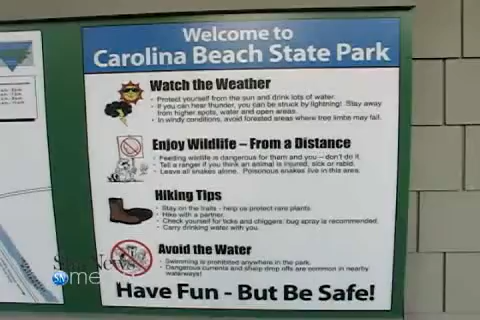 Welcome to
Carolina Beach State Park
Watch the Weather
• Protect yourself from the sun and drink lots of water.
• If you can hear thunder, you can be struck by lightning! Stay away
from higher spots, water and open areas.
• In windy conditions, avoid forested areas where tree limbs may fall.
Enjoy Wildlife – From a Distance
• Feeding wildlife is dangerous for them and you – don't do it.
• Tell a ranger if you think an animal is injured, sick or rabid.
• Leave all snakes alone. Poisonous snakes live in this area.
Hiking Tips
• Stay on the trails - help us protect rare plants.
• Hike with a partner.
• Check yourself for ticks and chiggers: bug spray is recommended.
• Carry drinking water with you.
Avoid the Water
• Swimming is prohibited anywhere in the park.
• Dangerous currents and sharp drop offs are common in nearby
waterways!
Have Fun - But Be Safe!